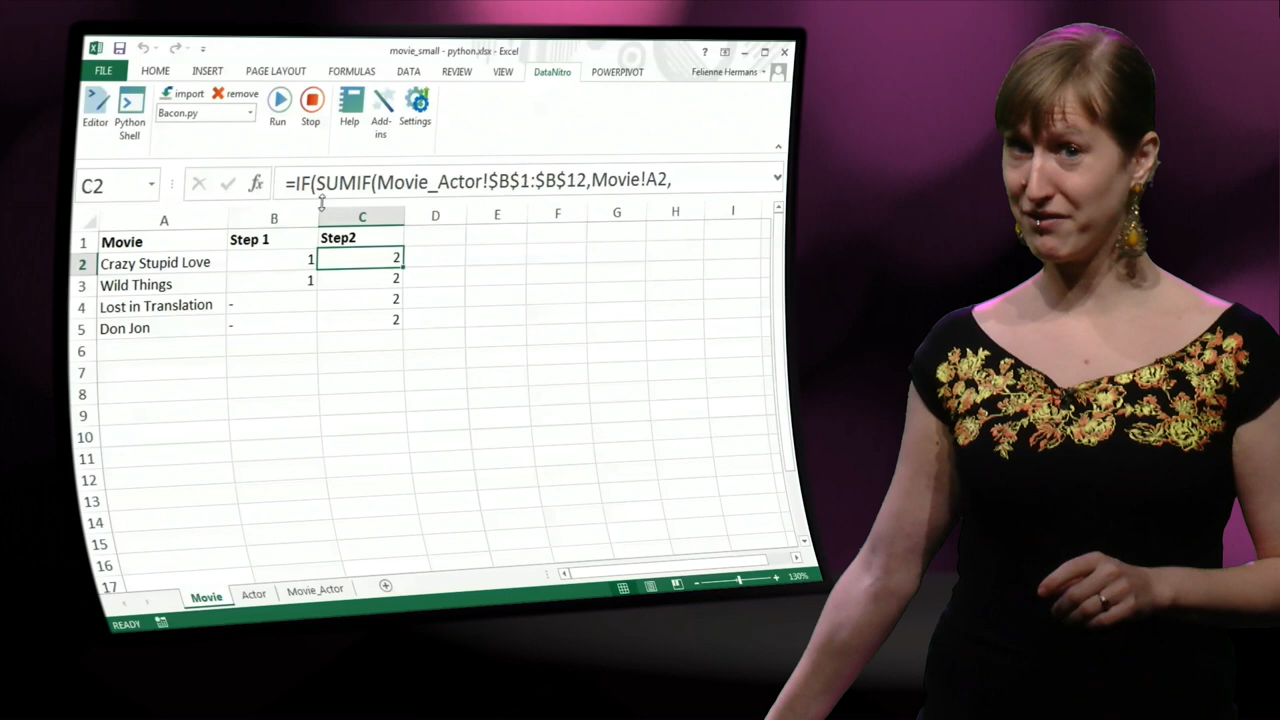 movie_small - python.xlsx - Excel
FILE HOME INSERT PAGE LAYOUT FORMULAS DATA REVIEW VIEW DataNitro POWERPIVOT Felienne Hermans
import remove
Bacon.py
Editor Python Shell Run Stop Help Add-ins Settings
C2 fx =IF(SUMIF(Movie_Actor!$B$1:$B$12,Movie!A2,
A B C D E F G H I
1 Movie Step 1 Step2
2 Crazy Stupid Love 1 2
3 Wild Things 1 2
4 Lost in Translation - 2
5 Don Jon - 2
6
7
8
9
10
11
12
13
14
15
16
17
Movie Actor Movie_Actor
READY 130%